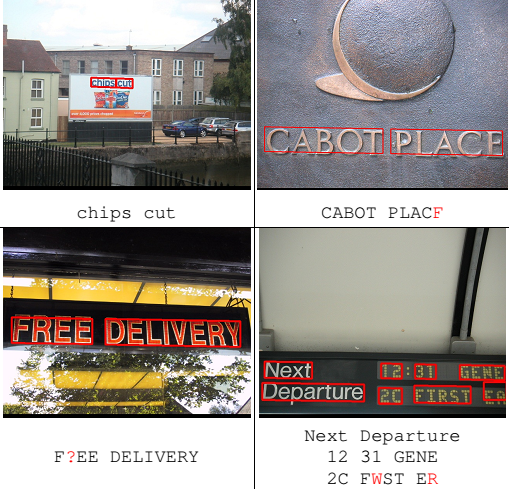 chips cut
CABOT PLACE
chips cut
CABOT PLACF
FREE DELIVERY
Next 12:31 GENE
Departure 2C FIRST EA
F?EE DELIVERY
Next Departure
12 31 GENE
2C FWST ER